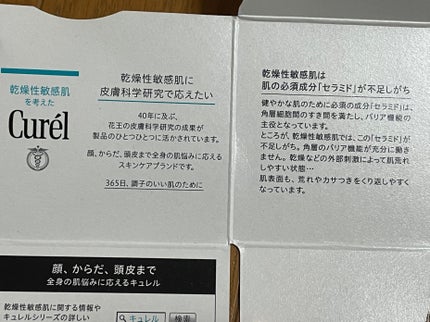 乾燥性敏感肌
を考えた
Curél
乾燥性敏感肌に
皮膚科学研究で応えたい
40年に及ぶ、
花王の皮膚科学研究の成果が
製品のひとつひとつに活かされています。
顔、からだ、頭皮まで全身の肌悩みに応える
スキンケアブランドです。
365日、調子のいい肌のために
乾燥性敏感肌は
肌の必須成分「セラミド」が不足しがち
健やかな肌のために必須の成分「セラミド」は、
角層細胞間のすき間を満たし、バリア機能の
主役となっています。
ところが、乾燥性敏感肌では、この「セラミド」が
不足しがち。角層のバリア機能が充分に働き
ません。乾燥などの外部刺激によって肌荒れ
しやすい状態…
肌表面も、荒れやカサつきをくり返しやすく
なっています。
顔、からだ、頭皮まで
全身の肌悩みに応えるキュレル
乾燥性敏感肌に関する情報や
キュレルシリーズの詳しい
キュレル 検索